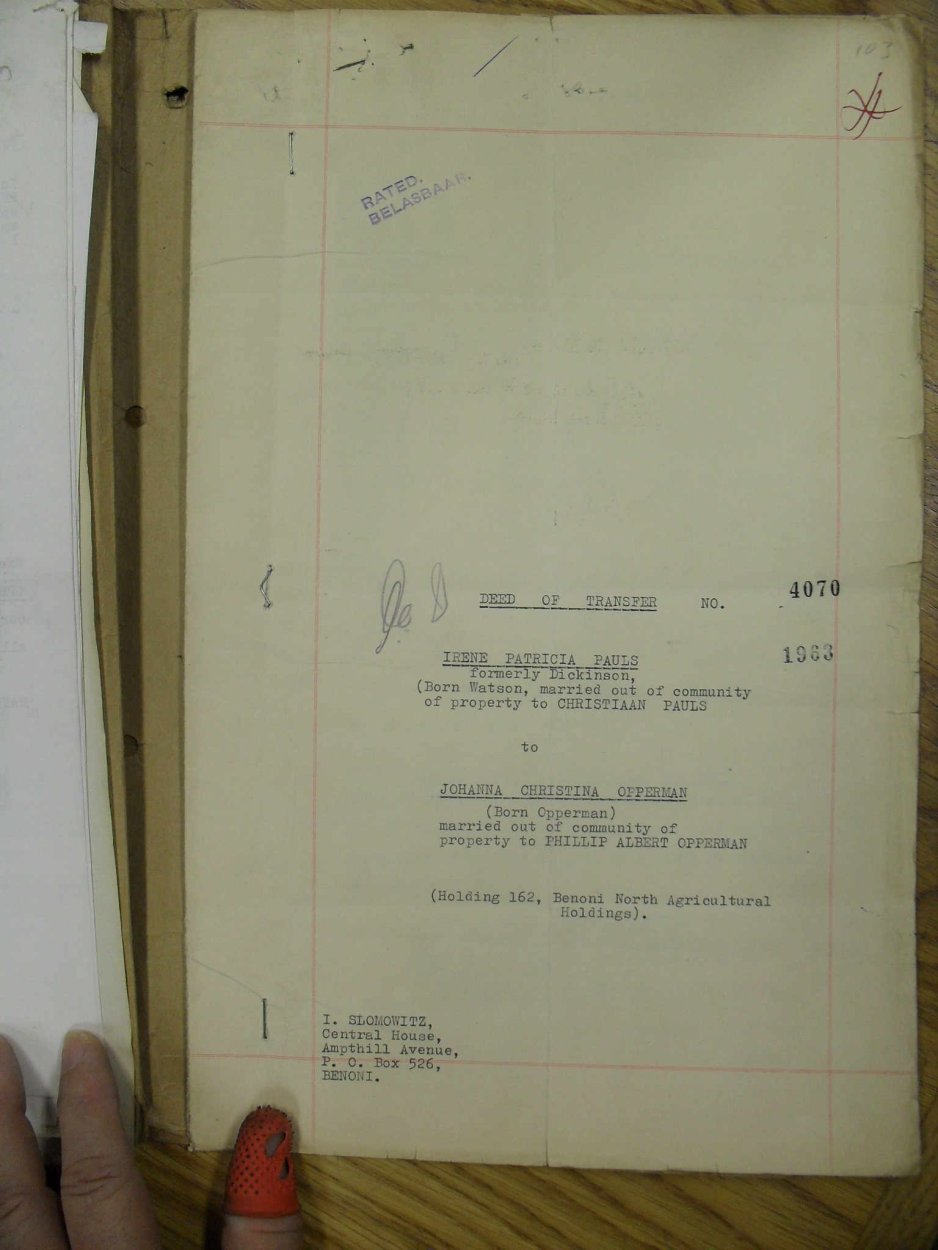 103
RATED.
BELASBAAR.
DEED OF TRANSFER NO. 4070
1963
IRENE PATRICIA PAULS
formerly Dickinson,
(Born Watson, married out of community
of property to CHRISTIAAN PAULS
to
JOHANNA CHRISTINA OPPERMAN
(Born Opperman)
married out of community of
property to PHILLIP ALBERT OPPERMAN
(Holding 162, Benoni North Agricultural
Holdings).
I. SLOMOWITZ,
Central House,
Ampthill Avenue,
P. O. Box 526,
BENONI.